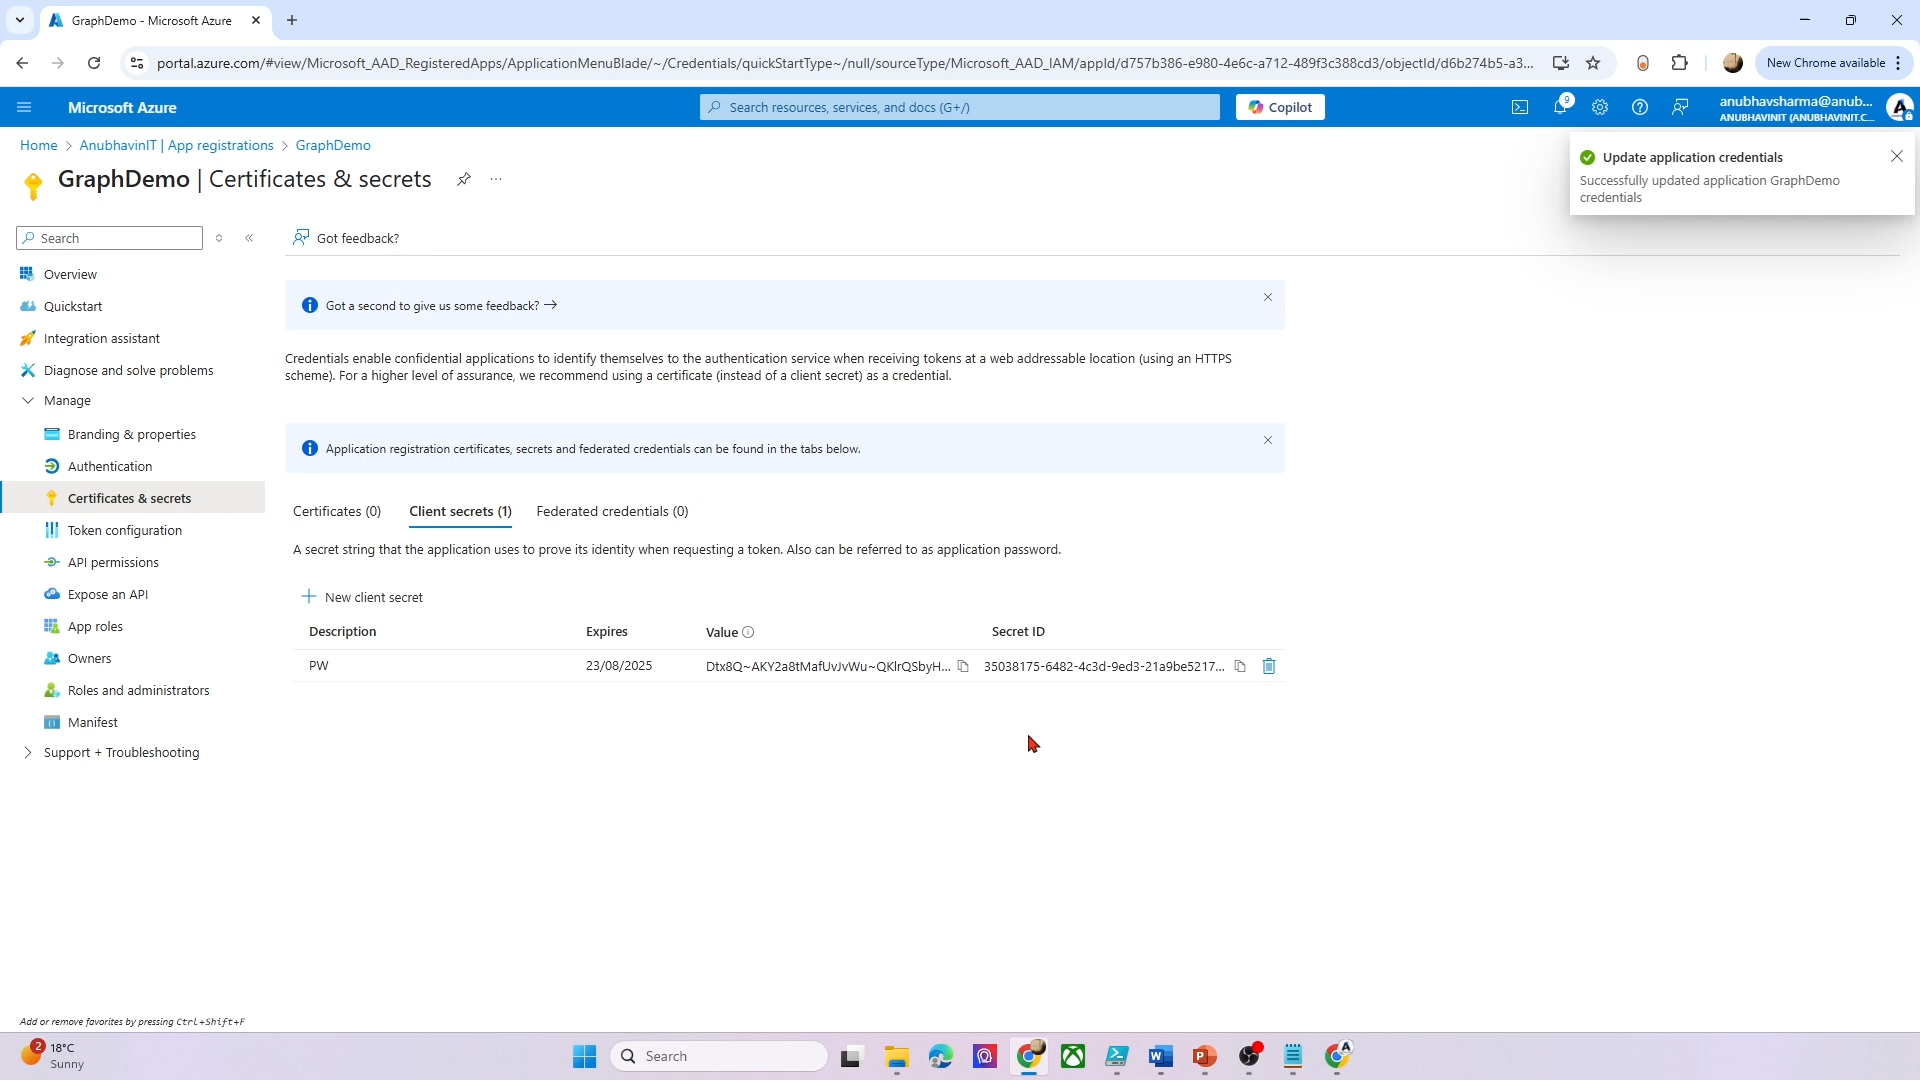 GraphDemo - Microsoft Azure
portal.azure.com/#view/Microsoft_AAD_RegisteredApps/ApplicationMenuBlade/~/Credentials/quickStartType~/null/sourceType/Microsoft_AAD_IAM/appId/d757b386-e980-4e6c-a712-489f3c388cd3/objectId/d6b274b5-a3...
New Chrome available
Microsoft Azure
Search resources, services, and docs (G+/)
Copilot
9
anubhavsharma@anub...
ANUBHAVINIT (ANUBHAVINIT.C...
Home > AnubhavinIT | App registrations > GraphDemo
GraphDemo | Certificates & secrets
Update application credentials
Successfully updated application GraphDemo
credentials
Search
Got feedback?
Overview
Quickstart
Integration assistant
Diagnose and solve problems
Manage
Branding & properties
Authentication
Certificates & secrets
Token configuration
API permissions
Expose an API
App roles
Owners
Roles and administrators
Manifest
Support + Troubleshooting
Got a second to give us some feedback?
Credentials enable confidential applications to identify themselves to the authentication service when receiving tokens at a web addressable location (using an HTTPS
scheme). For a higher level of assurance, we recommend using a certificate (instead of a client secret) as a credential.
Application registration certificates, secrets and federated credentials can be found in the tabs below.
Certificates (0) Client secrets (1) Federated credentials (0)
A secret string that the application uses to prove its identity when requesting a token. Also can be referred to as application password.
New client secret
Description Expires Value Secret ID
PW 23/08/2025 Dtx8Q~AKY2a8tMafUvJvWu~QKlrQSbyH... 35038175-6482-4c3d-9ed3-21a9be5217...
Add or remove favorites by pressing Ctrl+Shift+F
2
18°C
Sunny
Search